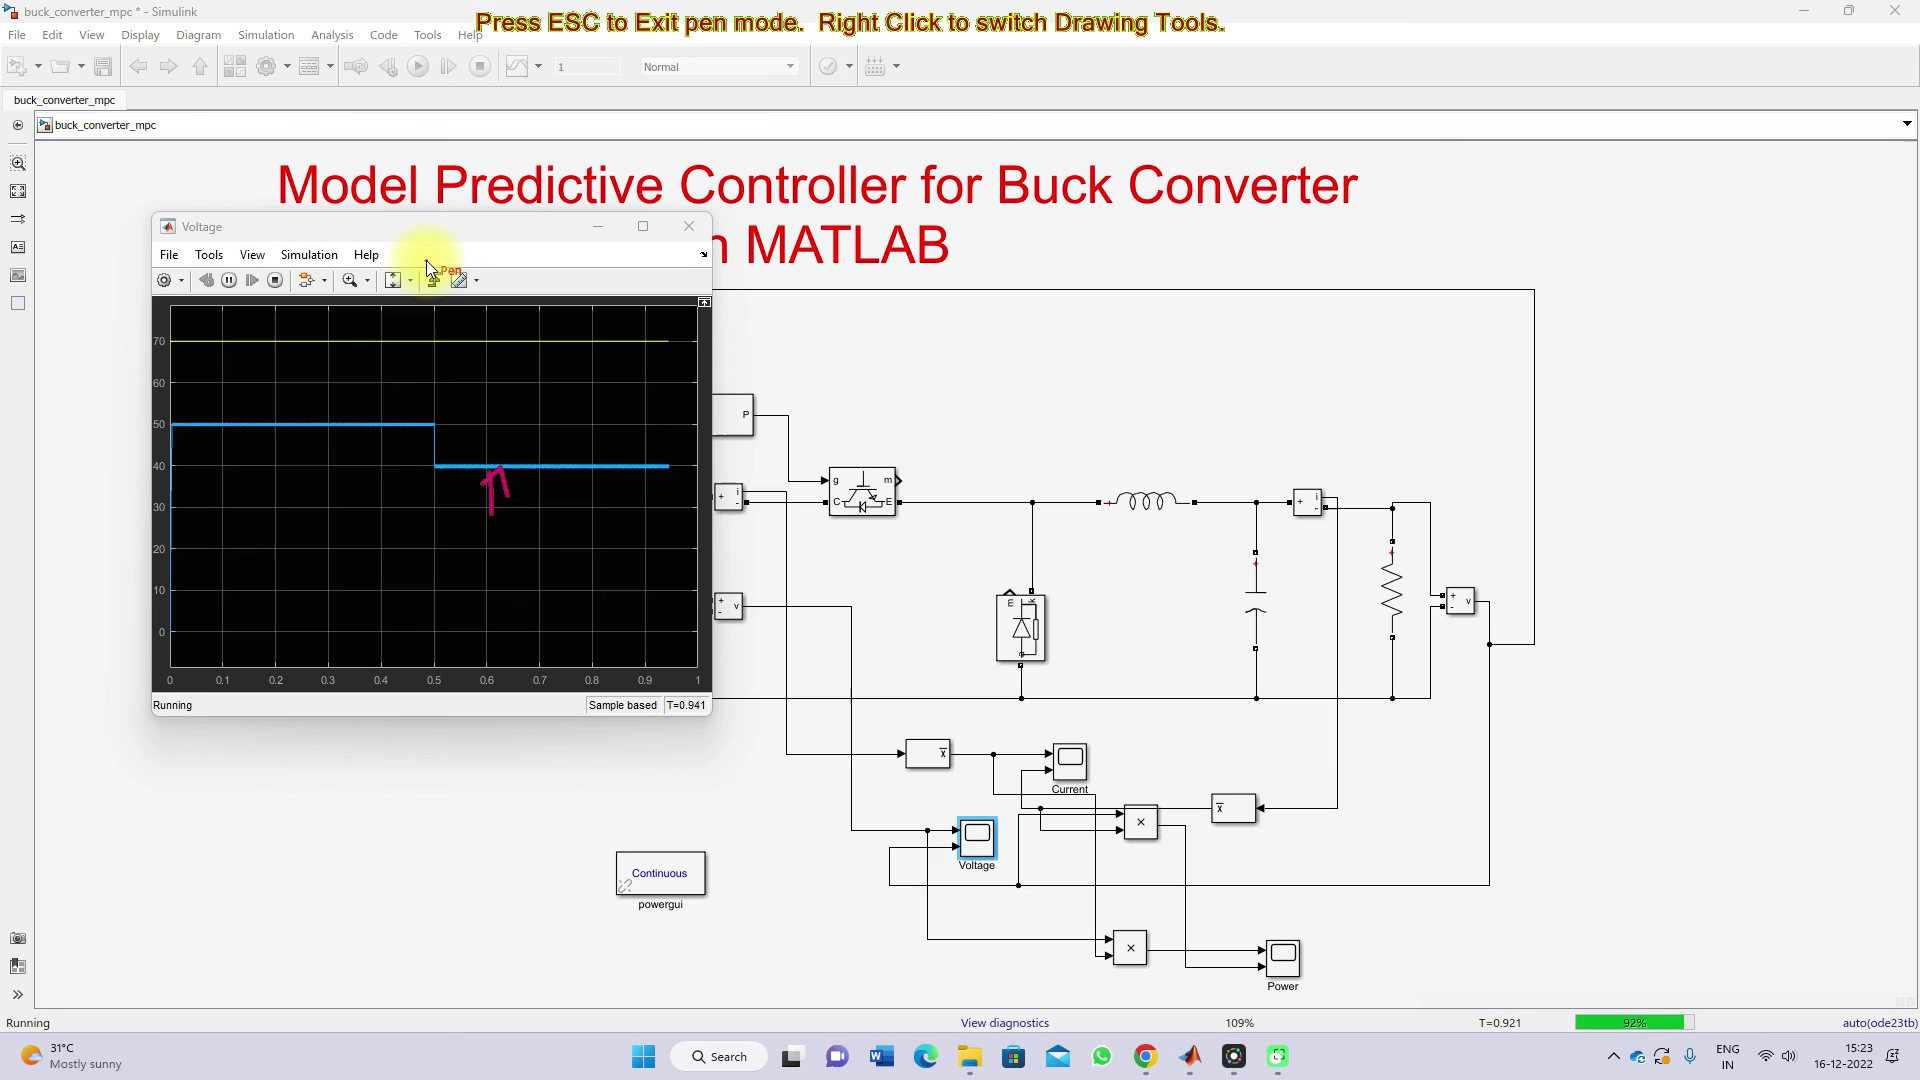 buck_converter_mpc * - Simulink
Press ESC to Exit pen mode. Right Click to switch Drawing Tools.
File Edit View Display Diagram Simulation Analysis Code Tools Help
1 Normal
buck_converter_mpc
buck_converter_mpc
Model Predictive Controller for Buck Converter
n MATLAB
Voltage
File Tools View Simulation Help
Pen
70
60
50
40
30
20
10
0
0 0.1 0.2 0.3 0.4 0.5 0.6 0.7 0.8 0.9 1
Running Sample based T=0.941
P
g m
C E
+ i
-
+ i
-
m k
a
+ v
-
+ v
-
x
Current
x
×
Voltage
Continuous
powergui
×
Power
Running View diagnostics 109% T=0.921 92% auto(ode23tb)
31°C
Mostly sunny
Search
ENG
IN
15:23
16-12-2022